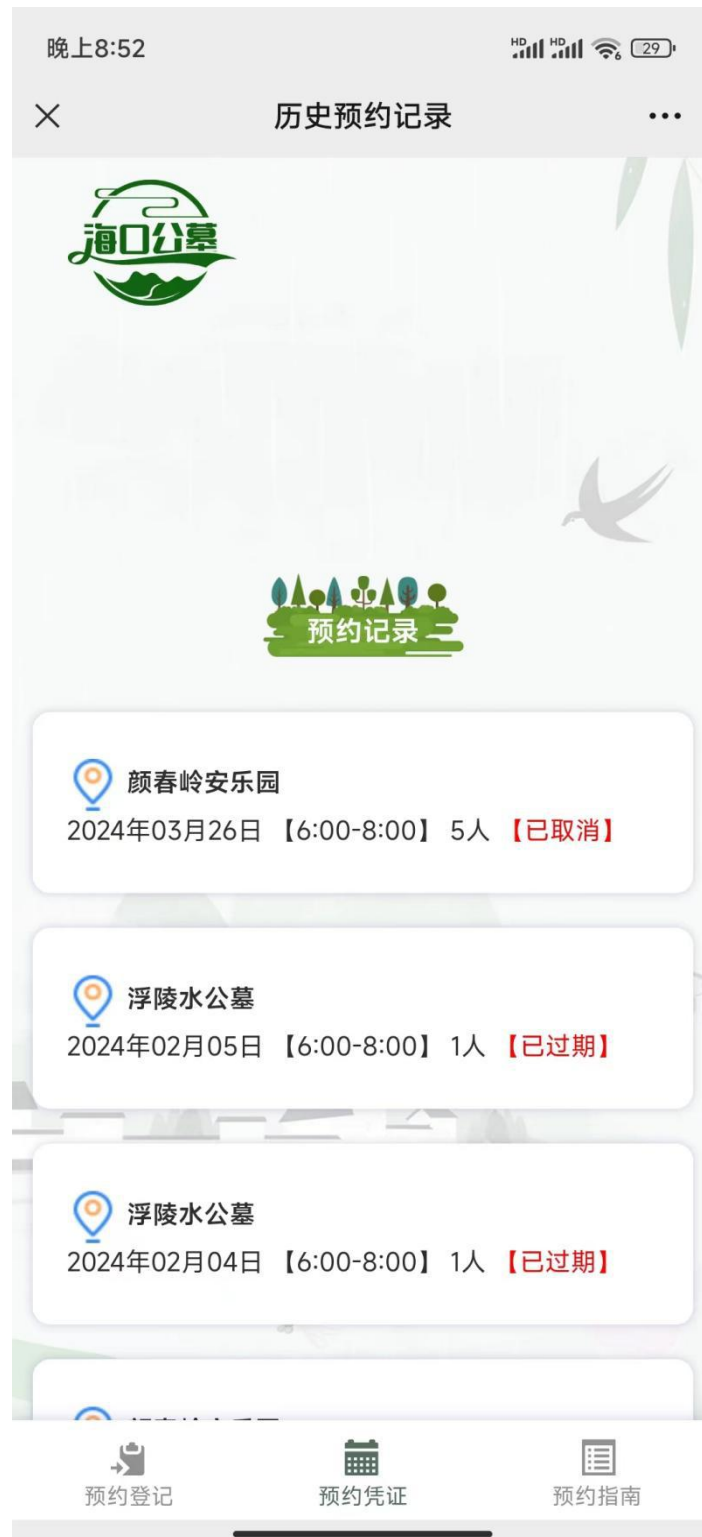 晚上8:52
HD HD 6 29
历史预约记录
海口公墓
预约记录
颜春岭安乐园
2024年03月26日 【6:00-8:00】 5人 【已取消】
浮陵水公墓
2024年02月05日 【6:00-8:00】 1人 【已过期】
浮陵水公墓
2024年02月04日 【6:00-8:00】 1人 【已过期】
预约登记
预约凭证
预约指南